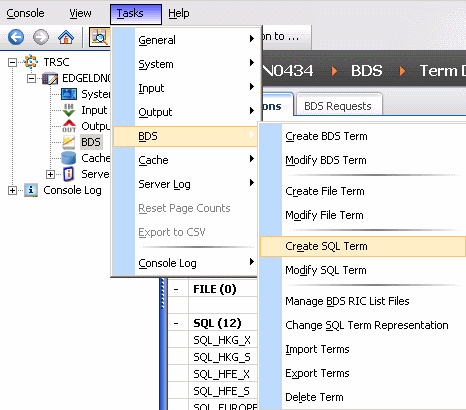 Console View Tasks Help
on to ...
TRSC
EDGELDN0
System
Input
Output
BDS
Cache
Server
Console Log
General
System
Input
Output
BDS
Cache
Server Log
Reset Page Counts
Export to CSV
Console Log
N0434 BDS Term D
ons BDS Requests
Create BDS Term
Modify BDS Term
Create File Term
Modify File Term
Create SQL Term
Modify SQL Term
Manage BDS RIC List Files
Change SQL Term Representation
Import Terms
Export Terms
Delete Term
- FILE (0)
- SQL (12)
SQL_HKG_X
SQL_HKG_S
SQL_HFE_X
SQL_HFE_S
SQL_EUROPE